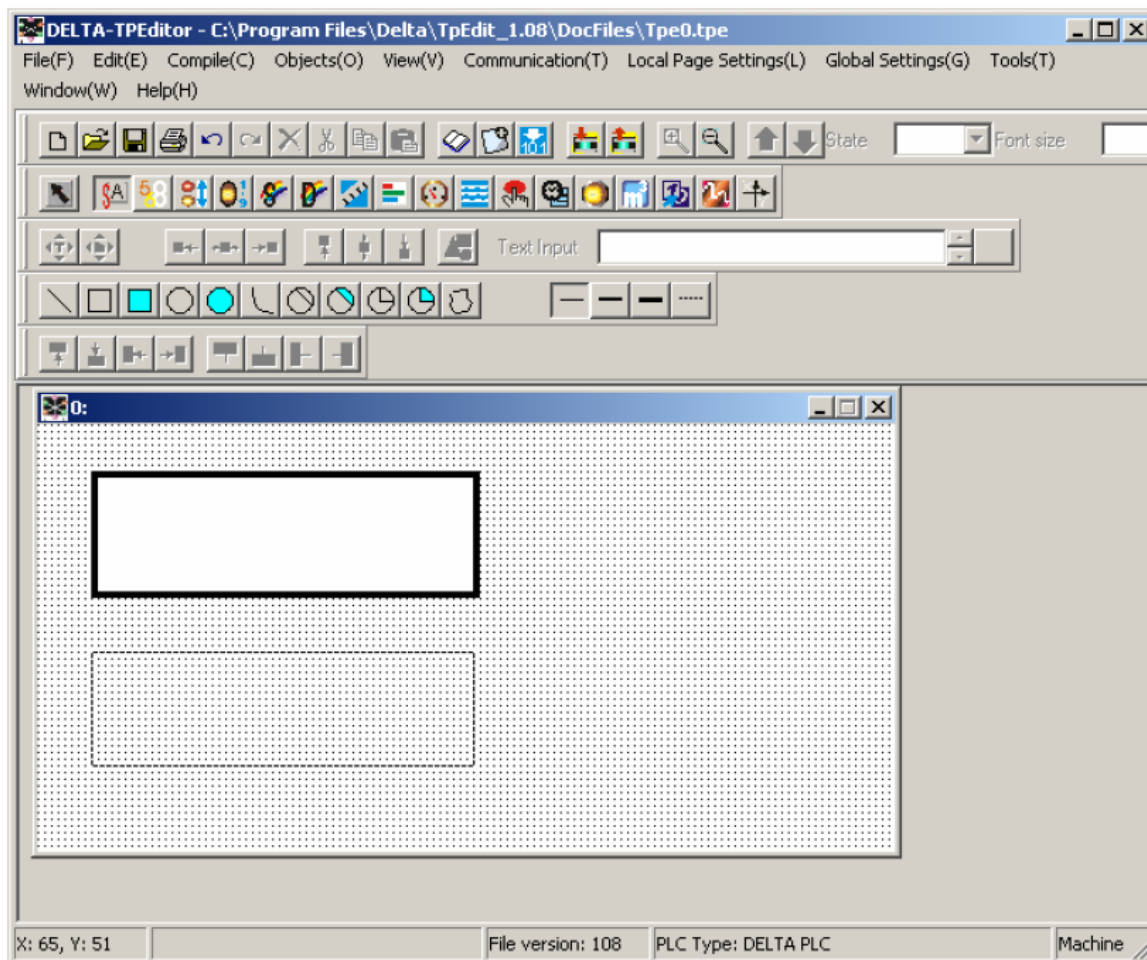 DELTA-TPEditor - C:\Program Files\Delta\TpEdit_1.08\DocFiles\Tpe0.tpe
File(F) Edit(E) Compile(C) Objects(O) View(V) Communication(T) Local Page Settings(L) Global Settings(G) Tools(T)
Window(W) Help(H)
101 State Font size
A
Text Input
0:
X: 65, Y: 51 File version: 108 PLC Type: DELTA PLC Machine